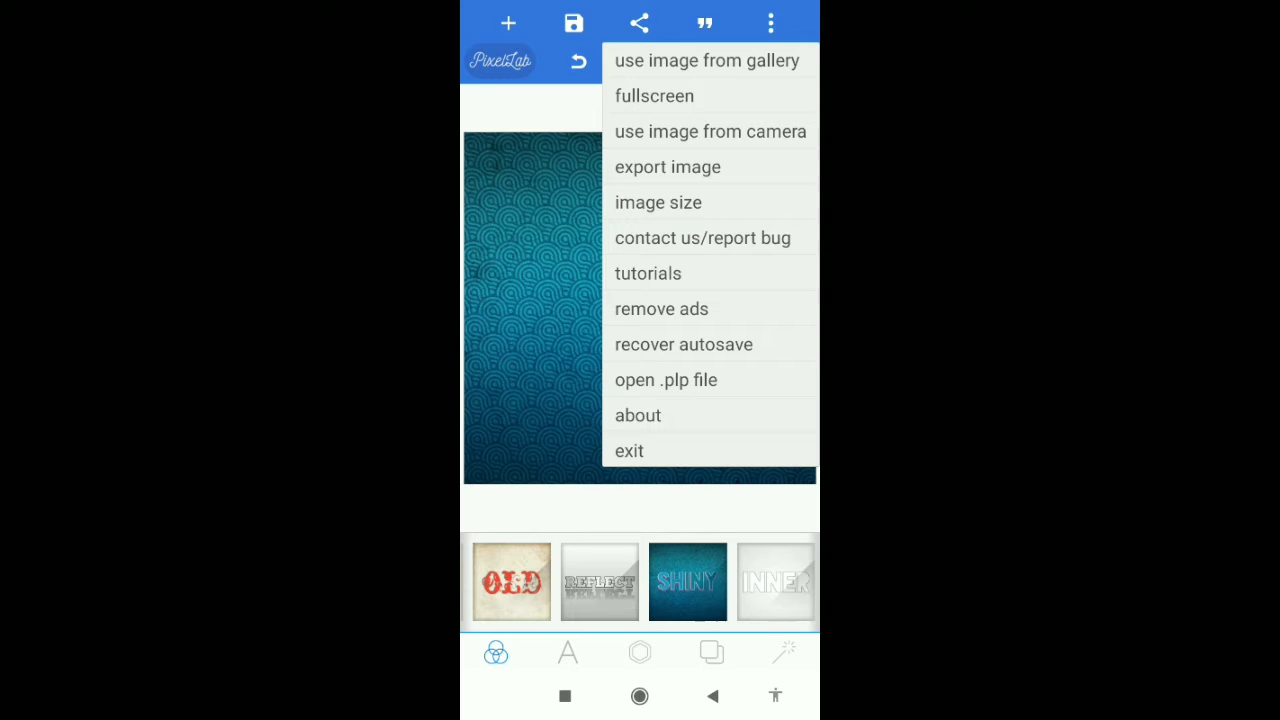 PixelLab
use image from gallery
fullscreen
use image from camera
export image
image size
contact us/report bug
tutorials
remove ads
recover autosave
open .plp file
about
exit
OLD
REFLECT
SHINY
INNER